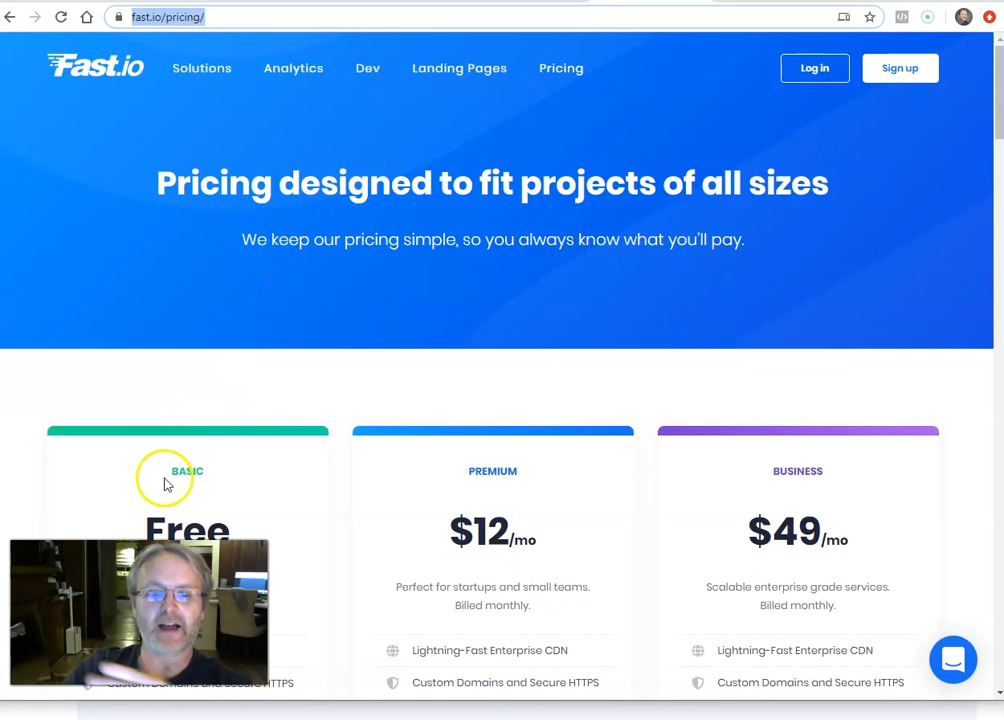 fast.io/pricing/
Fast.io
Solutions
Analytics
Dev
Landing Pages
Pricing
Log in
Sign up
Pricing designed to fit projects of all sizes
We keep our pricing simple, so you always know what you'll pay.
BASIC
Free
PREMIUM
$12/mo
Perfect for startups and small teams.
Billed monthly.
Lightning-Fast Enterprise CDN
Custom Domains and Secure HTTPS
BUSINESS
$49/mo
Scalable enterprise grade services.
Billed monthly.
Lightning-Fast Enterprise CDN
Custom Domains and Secure HTTPS
HTTPS